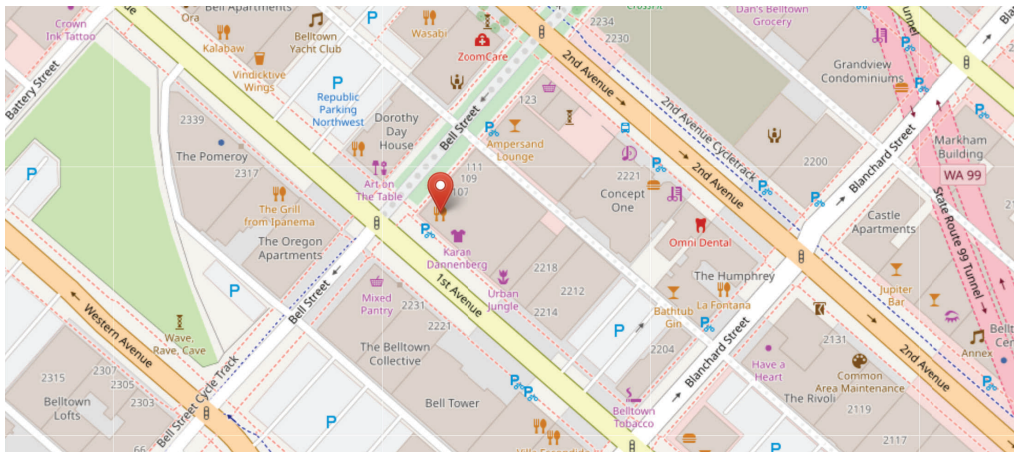 Crown
Ink Tattoo
Ora
Bell Apartments
Kalabaw
Belltown
Yacht Club
Wasabi
ZoomCare
2234
2230
Dan's Belltown
Grocery
Grandview
Condominiums
Battery Street
Vindicktive
Wings
P
P
Republic
Parking
Northwest
Dorothy
Day
House
Bell Street
123
Ampersand
Lounge
2nd Avenue
2nd Avenue Cycletrack
2nd Avenue
2200
Blanchard Street
Markham
Building
WA 99
State Route 99 Tunnel
2339
The Pomeroy
2317
Art on
The Table
111
109
107
2221
Concept
One
P
The Grill
from Ipanema
The Oregon
Apartments
Karan
Dannenberg
Omni Dental
Castle
Apartments
Urban
Jungle
2218
2212
2214
The Humphrey
La Fontana
Bathtub
Gin
Jupiter
Bar
Annex
P
Bell Street
Mixed
Pantry
2231
2221
1st Avenue
P
2204
Blanchard Street
Western Avenue
Wave,
Rave, Cave
The Belltown
Collective
Have a
Heart
2131
Common
Area Maintenance
The Rivoli
2119
2117
2nd Avenue
2315
2307
2305
2303
Belltown
Lofts
Bell Street Cycle Track
Bell Tower
Belltown
Tobacco
P
66